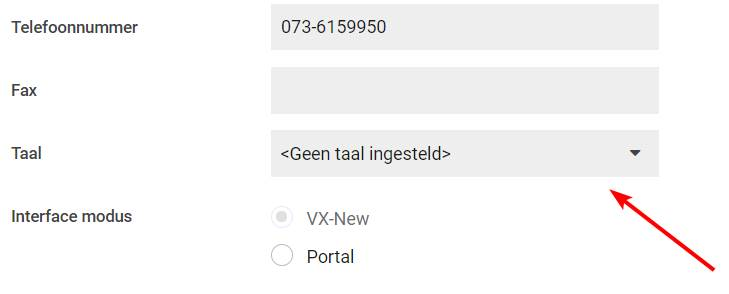 Telefoonnummer 073-6159950
Fax
Taal <Geen taal ingesteld>
Interface modus VX-New
Portal